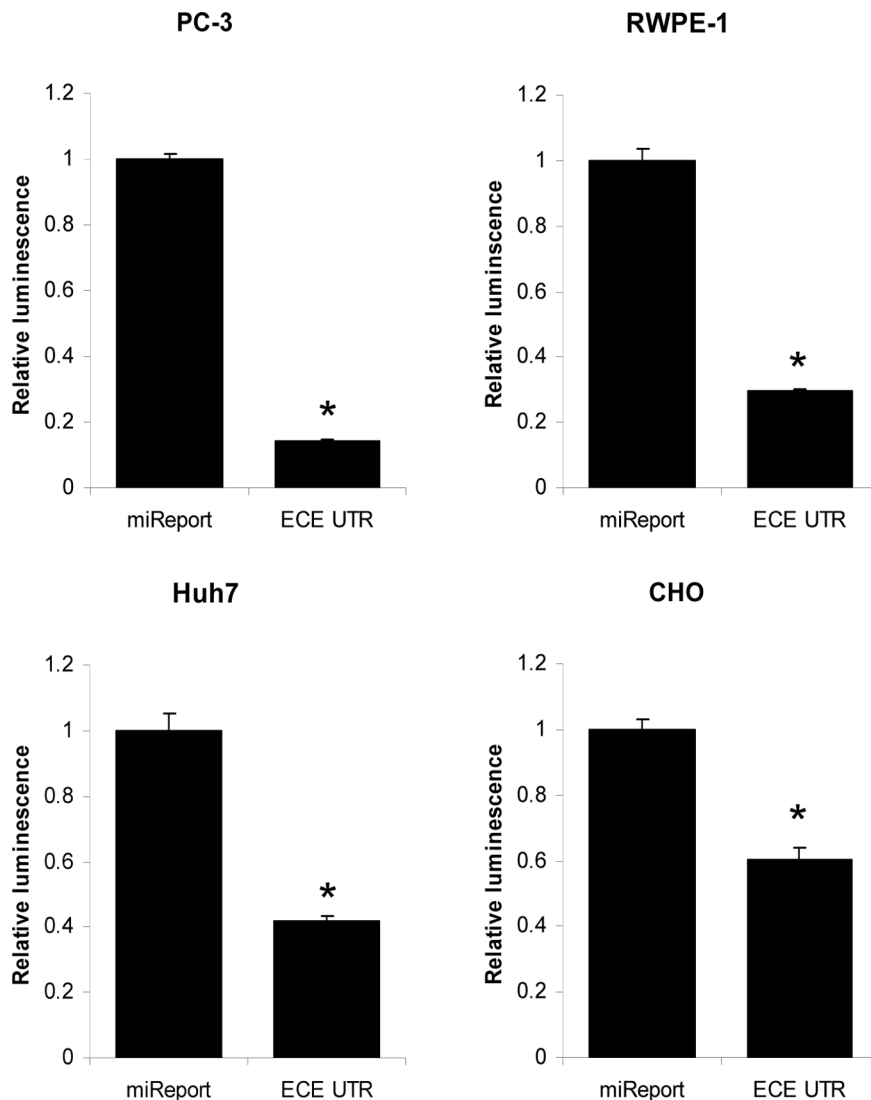 PC-3
Relative luminescence
1.2
1
0.8
0.6
0.4
0.2
0
*
miReport ECE UTR
RWPE-1
Relative luminscence
1.2
1
0.8
0.6
0.4
0.2
0
*
miReport ECE UTR
Huh7
Relative luminescence
1.2
1
0.8
0.6
0.4
0.2
0
*
miReport ECE UTR
CHO
Relative luminescence
1.2
1
0.8
0.6
0.4
0.2
0
*
miReport ECE UTR